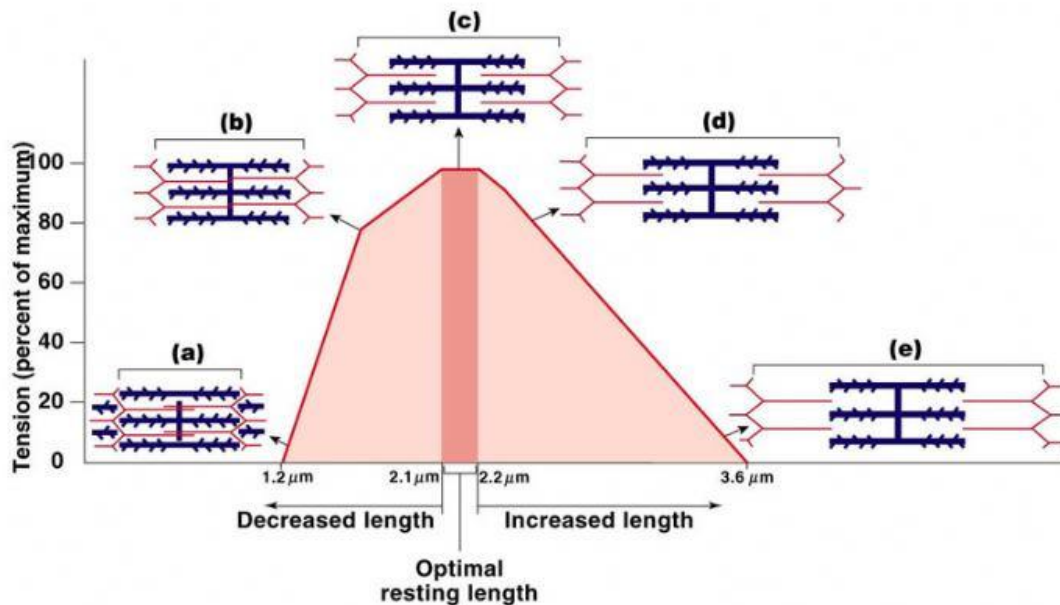 (c)
(b)
(d)
100
80
60
40
20
0
Tension (percent of maximum)
(a)
(e)
1.2 µm
2.1 µm
2.2 µm
3.6 µm
Decreased length
Increased length
Optimal
resting length